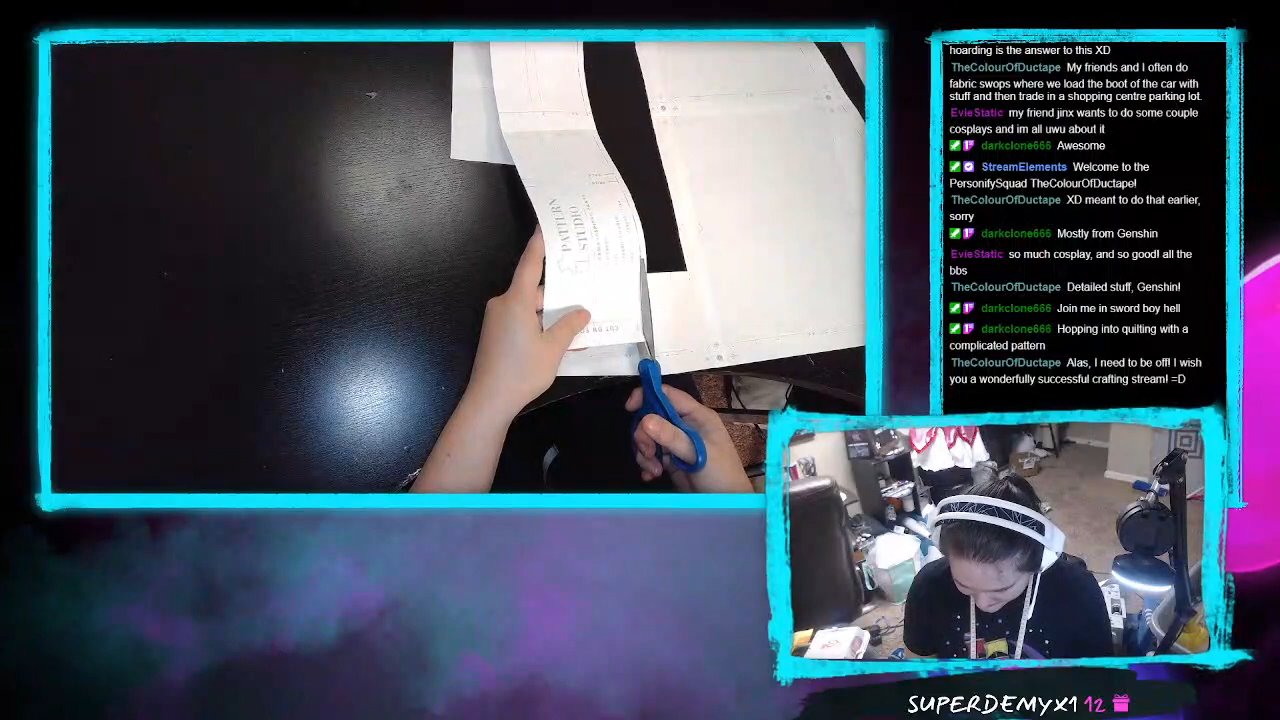 hoarding is the answer to this XD
TheColourOfDuctape My friends and I often do
fabric swops where we load the boot of the car with
stuff and then trade in a shopping centre parking lot.
EvieStatic my friend jinx wants to do some couple
cosplays and im all uwu about it
darkclone666 Awesome
StreamElements Welcome to the
PersonifySquad TheColourOfDuctape!
TheColourOfDuctape XD meant to do that earlier,
sorry
darkclone666 Mostly from Genshin
EvieStatic so much cosplay, and so good! all the
bbs
TheColourOfDuctape Detailed stuff, Genshin!
darkclone666 Join me in sword boy hell
darkclone666 Hopping into quilting with a
complicated pattern
TheColourOfDuctape Alas, I need to be off! I wish
you a wonderfully successful crafting stream! =D
PATTERN
STUDIO
SUPERDEMYX1 12